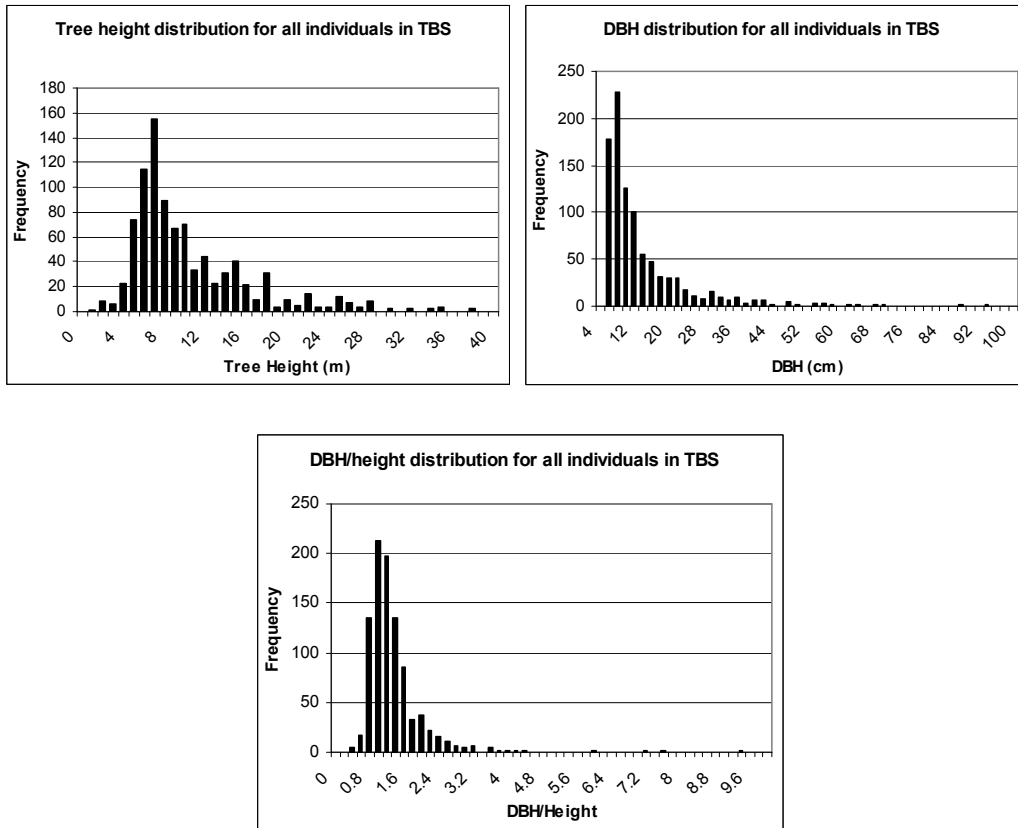 Tree height distribution for all individuals in TBS
180
160
140
120
100
80
60
40
20
0
Frequency
0 4 8 12 16 20 24 28 32 36 40
Tree Height (m)
DBH distribution for all individuals in TBS
250
200
150
100
50
0
Frequency
4 12 20 28 36 44 52 60 68 76 84 92 100
DBH (cm)
DBH/height distribution for all individuals in TBS
250
200
150
100
50
0
Frequency
0 0.8 1.6 2.4 3.2 4 4.8 5.6 6.4 7.2 8 8.8 9.6
DBH/Height